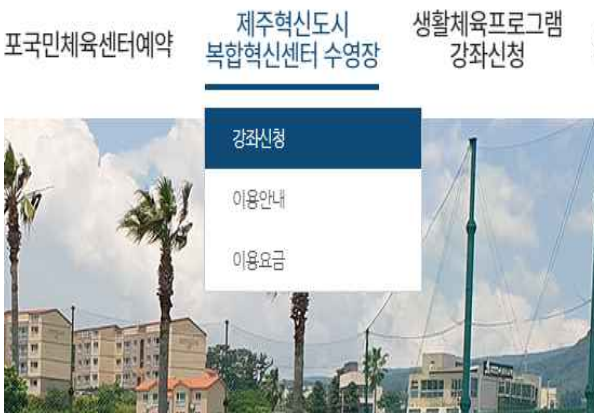 포국민체육센터예약
제주혁신도시
복합혁신센터 수영장
생활체육프로그램
강좌신청
강좌신청
이용안내
이용요금